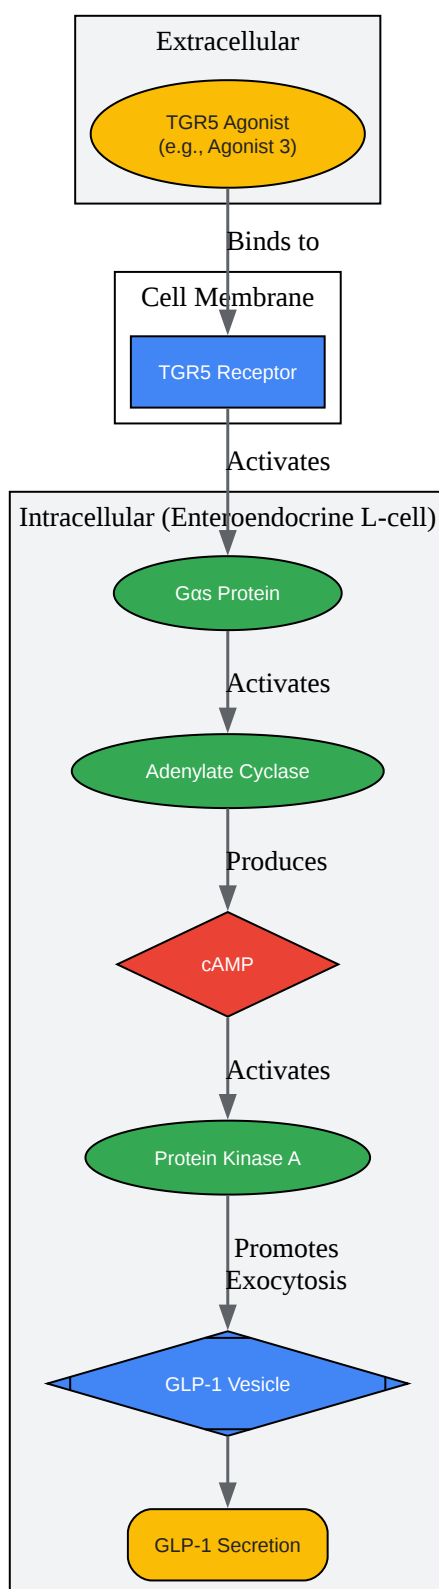 Extracellular
TGR5 Agonist
(e.g., Agonist 3)
Binds to
Cell Membrane
TGR5 Receptor
Activates
Intracellular (Enteroendocrine L-cell)
Gαs Protein
Activates
Adenylate Cyclase
Produces
cAMP
Activates
Protein Kinase A
Promotes
Exocytosis
GLP-1 Vesicle
GLP-1 Secretion